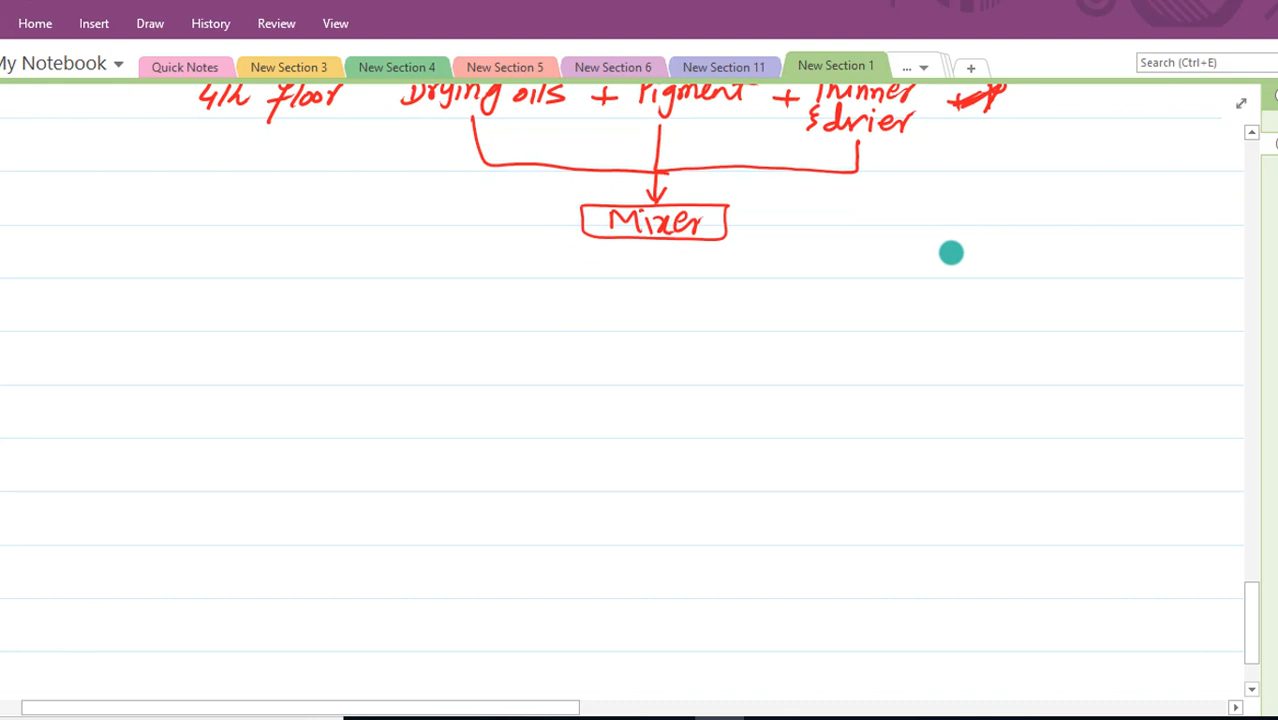 Home Insert Draw History Review View
My Notebook Quick Notes New Section 3 New Section 4 New Section 5 New Section 6 New Section 11 New Section 1 ... + Search (Ctrl+E)
4th floor Drying oils + Pigment + Thinner +
& drier
Mixer